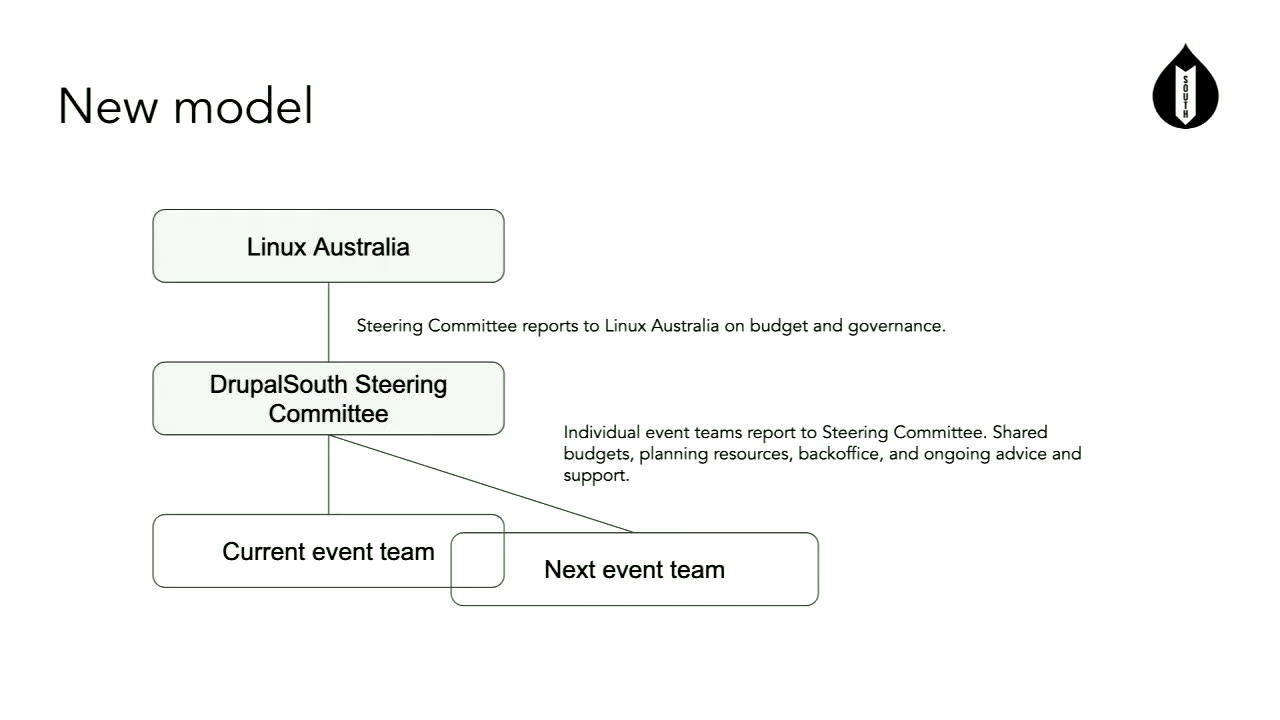 New model
SOUTH
Linux Australia
Steering Committee reports to Linux Australia on budget and governance.
DrupalSouth Steering
Committee
Individual event teams report to Steering Committee. Shared
budgets, planning resources, backoffice, and ongoing advice and
support.
Current event team
Next event team